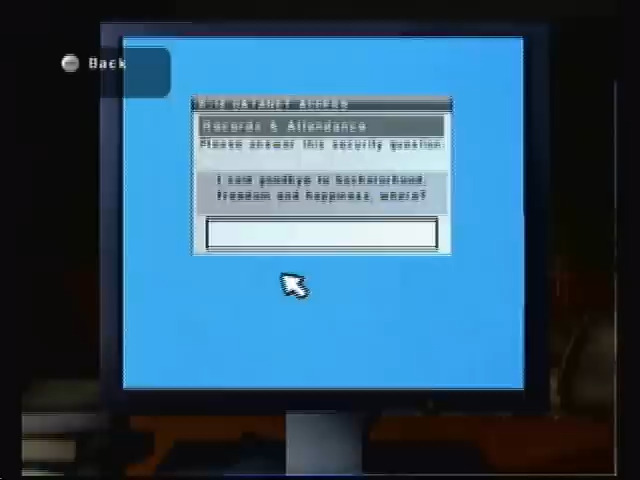 Back
DATANET ACCESS
Records & Attendance
Please answer this security question:
I said goodbye to bachelorhood,
freedom and happiness, where?